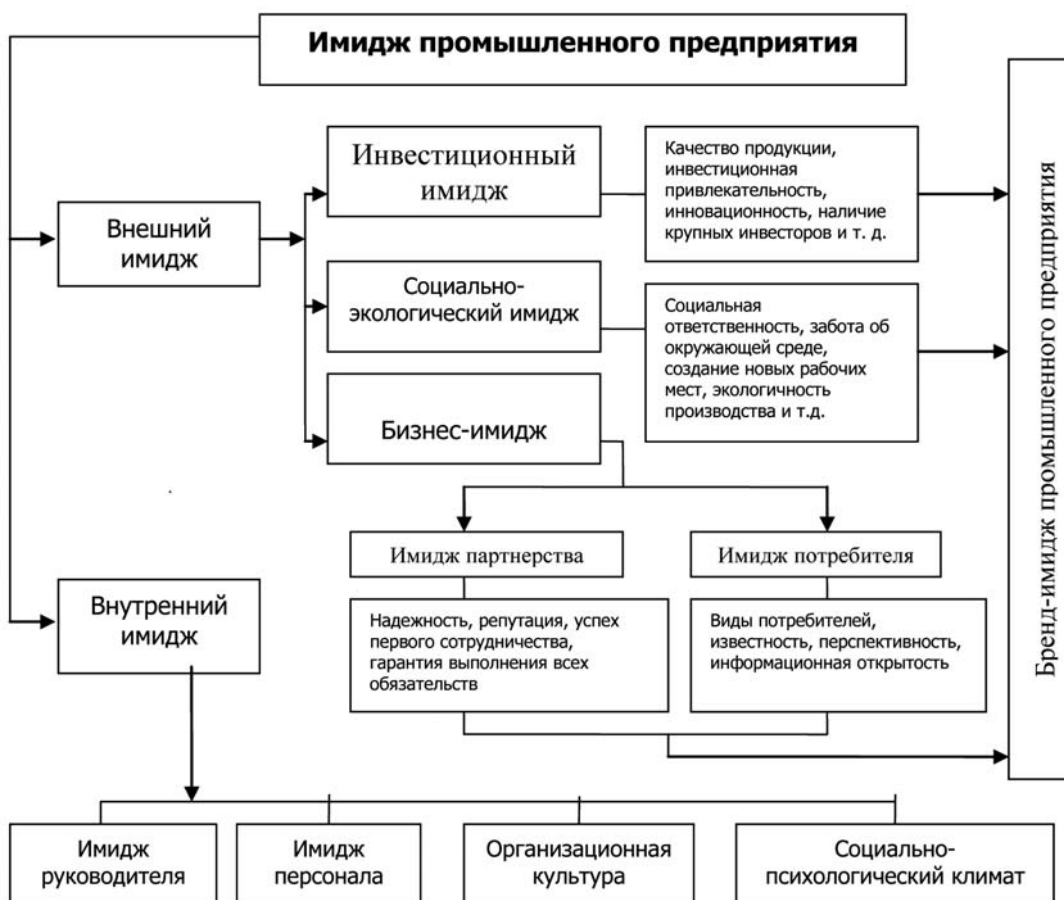 Имидж промышленного предприятия
Инвестиционный
имидж
Качество продукции,
инвестиционная
привлекательность,
инновационность, наличие
крупных инвесторов и т. д.
Внешний
имидж
Социально-
экологический имидж
Социальная
ответственность, забота об
окружающей среде,
создание новых рабочих
мест, экологичность
производства и т.д.
Бизнес-имидж
Имидж партнерства
Имидж потребителя
Внутренний
имидж
Надежность, репутация, успех
первого сотрудничества,
гарантия выполнения всех
обязательств
Виды потребителей,
известность, перспективность,
информационная открытость
Бренд-имидж промышленного предприятия
Имидж
руководителя
Имидж
персонала
Организационная
культура
Социально-
психологический климат